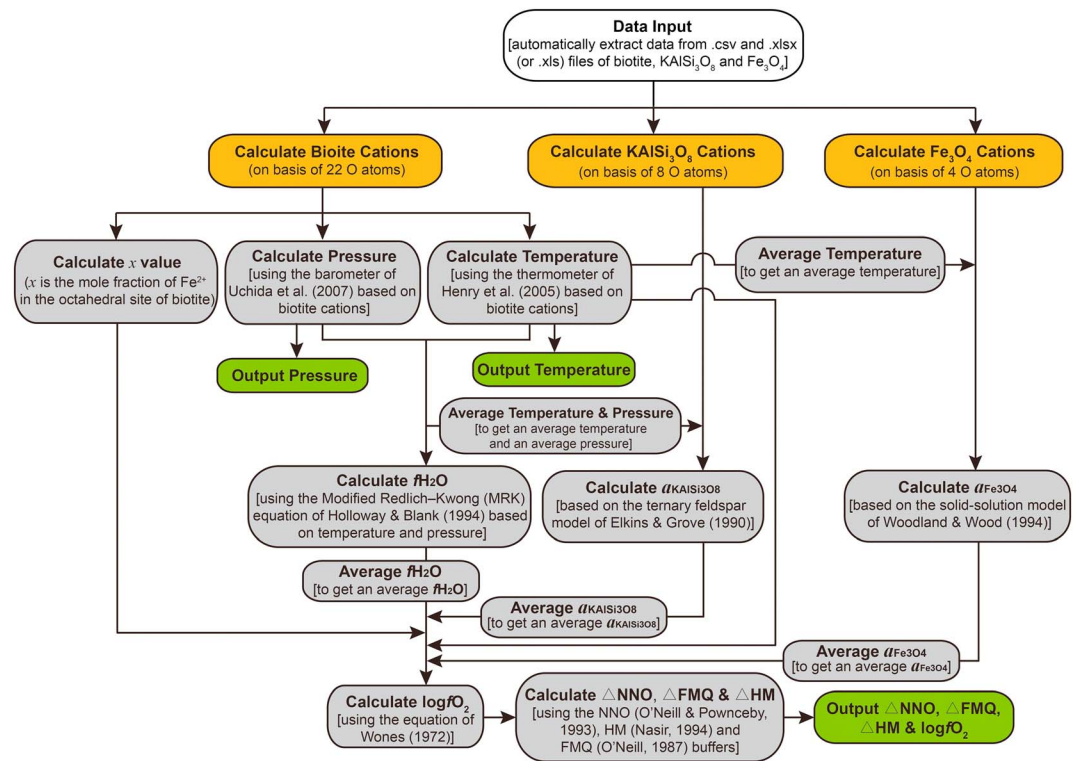 Data Input
[automatically extract data from .csv and .xlsx
(or .xls) files of biotite, KAlSi₃O₈ and Fe₃O₄]
Calculate Bioite Cations
(on basis of 22 O atoms)
Calculate KAlSi₃O₈ Cations
(on basis of 8 O atoms)
Calculate Fe₃O₄ Cations
(on basis of 4 O atoms)
Calculate x value
(x is the mole fraction of Fe²⁺
in the octahedral site of biotite)
Calculate Pressure
[using the barometer of
Uchida et al. (2007) based on
biotite cations]
Calculate Temperature
[using the thermometer of
Henry et al. (2005) based on
biotite cations]
Average Temperature
[to get an average temperature]
Output Pressure
Output Temperature
Average Temperature & Pressure
[to get an average temperature
and an average pressure]
Calculate fH₂O
[using the Modified Redlich–Kwong (MRK)
equation of Holloway & Blank (1994) based
on temperature and pressure]
Calculate aKAlSi3O8
[based on the ternary feldspar
model of Elkins & Grove (1990)]
Calculate aFe3O4
[based on the solid-solution model
of Woodland & Wood (1994)]
Average fH₂O
[to get an average fH₂O]
Average aKAlSi3O8
[to get an average aKAlSi3O8]
Average aFe3O4
[to get an average aFe3O4]
Calculate logfO₂
[using the equation of
Wones (1972)]
Calculate △NNO, △FMQ & △HM
[using the NNO (O'Neill & Pownceby,
1993), HM (Nasir, 1994) and
FMQ (O'Neill, 1987) buffers]
Output △NNO, △FMQ,
△HM & logfO₂